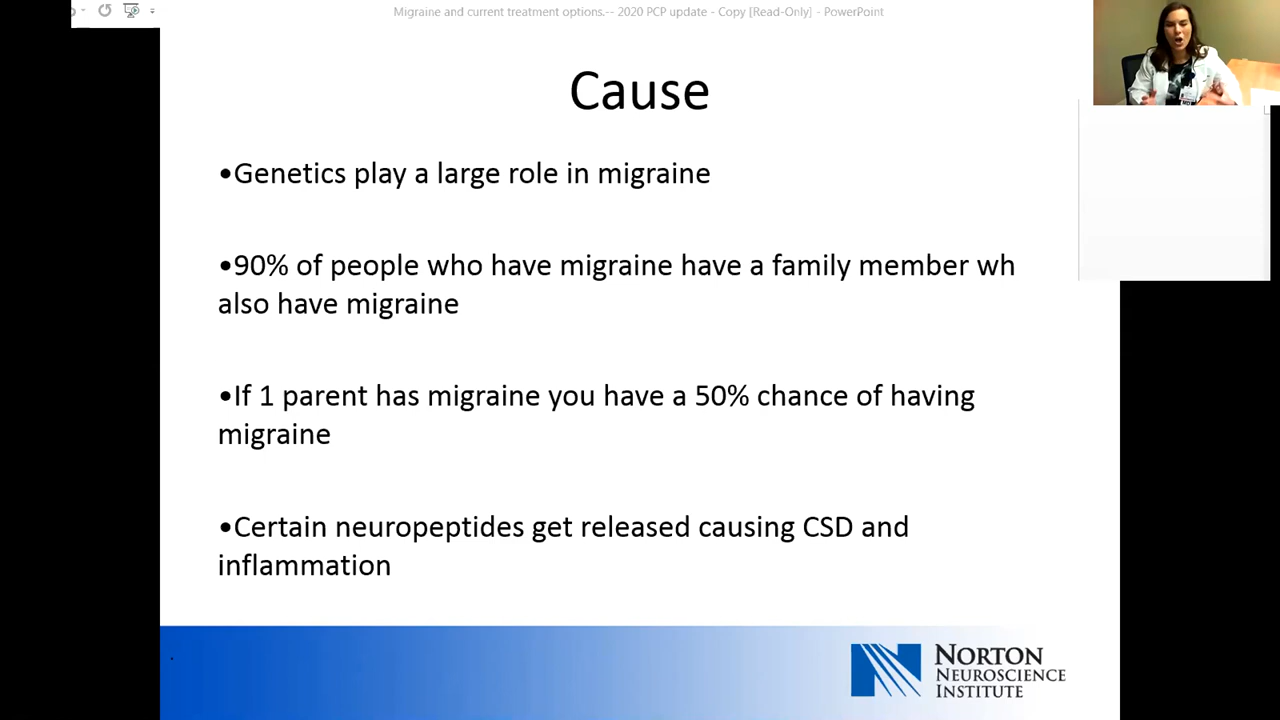 Migraine and current treatment options.-- 2020 PCP update - Copy [Read-Only] - PowerPoint
Cause
•Genetics play a large role in migraine
•90% of people who have migraine have a family member wh
also have migraine
•If 1 parent has migraine you have a 50% chance of having
migraine
•Certain neuropeptides get released causing CSD and
inflammation
NORTON
NEUROSCIENCE
INSTITUTE